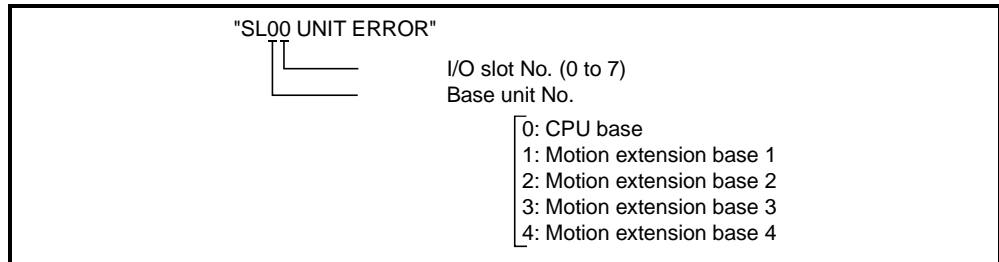 "SL00 UNIT ERROR"
I/O slot No. (0 to 7)
Base unit No.
0: CPU base
1: Motion extension base 1
2: Motion extension base 2
3: Motion extension base 3
4: Motion extension base 4